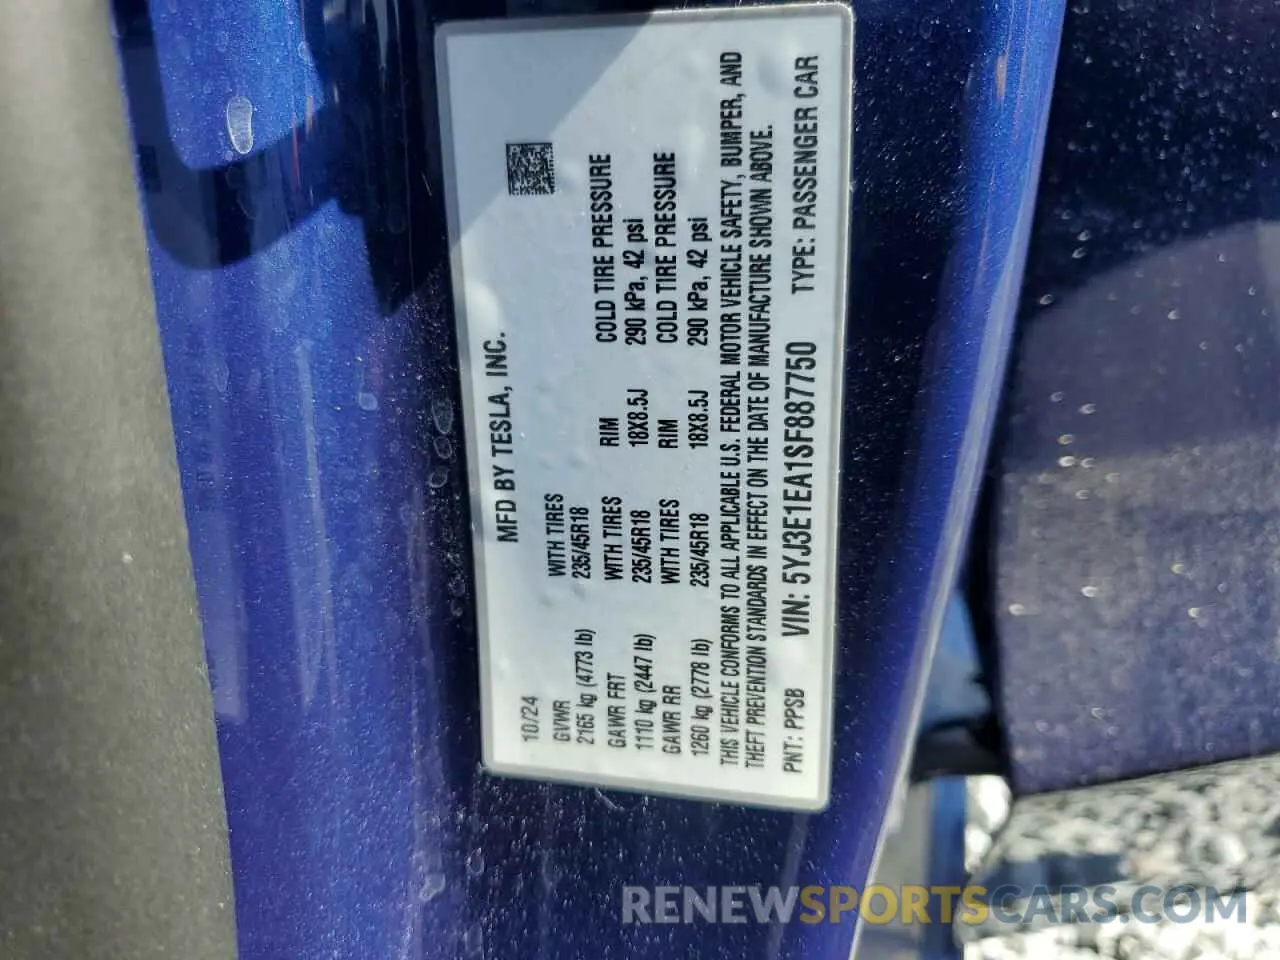 MFD BY TESLA, INC.
10/24
GVWR WITH TIRES RIM COLD TIRE PRESSURE
2165 kg (4773 lb) 235/45R18
GAWR FRT WITH TIRES RIM COLD TIRE PRESSURE
1110 kg (2447 lb) 235/45R18 18X8.5J 290 kPa, 42 psi
GAWR RR WITH TIRES RIM COLD TIRE PRESSURE
1260 kg (2778 lb) 235/45R18 18X8.5J 290 kPa, 42 psi
THIS VEHICLE CONFORMS TO ALL APPLICABLE U.S. FEDERAL MOTOR VEHICLE SAFETY, BUMPER, AND
THEFT PREVENTION STANDARDS IN EFFECT ON THE DATE OF MANUFACTURE SHOWN ABOVE.
PNT: PPSB VIN: 5YJ3E1EA1SF887750 TYPE: PASSENGER CAR
RENEWSPORTSCARS.COM